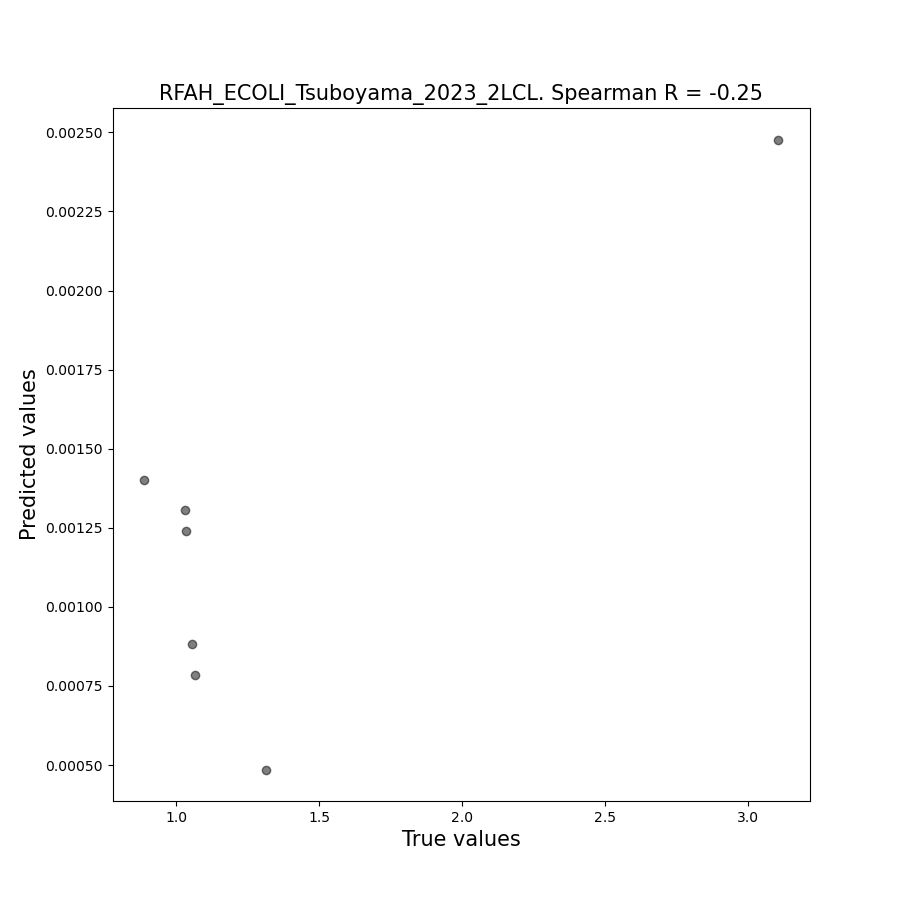 RFAH_ECOLI_Tsuboyama_2023_2LCL. Spearman R = -0.25
0.00250
0.00225
0.00200
0.00175
0.00150
0.00125
0.00100
0.00075
0.00050
Predicted values
1.0 1.5 2.0 2.5 3.0
True values